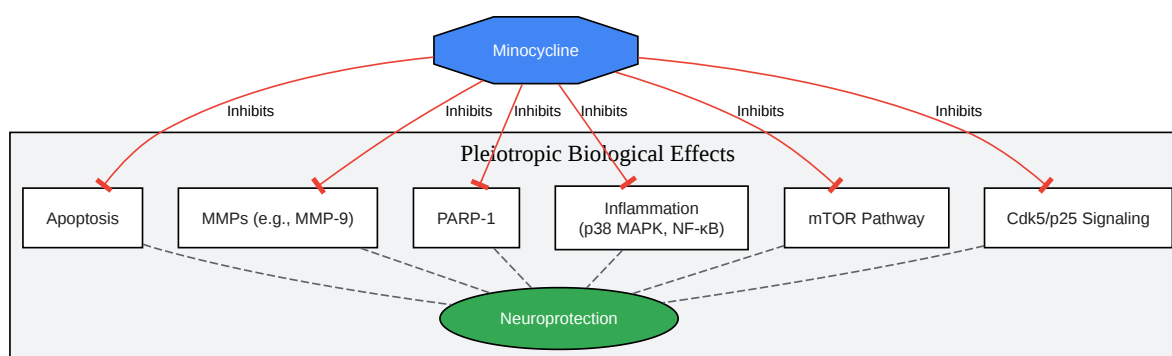 Minocycline
Inhibits
Inhibits
Inhibits
Inhibits
Inhibits
Inhibits
Pleiotropic Biological Effects
Apoptosis
MMPs (e.g., MMP-9)
PARP-1
Inflammation
(p38 MAPK, NF-κB)
mTOR Pathway
Cdk5/p25 Signaling
Neuroprotection